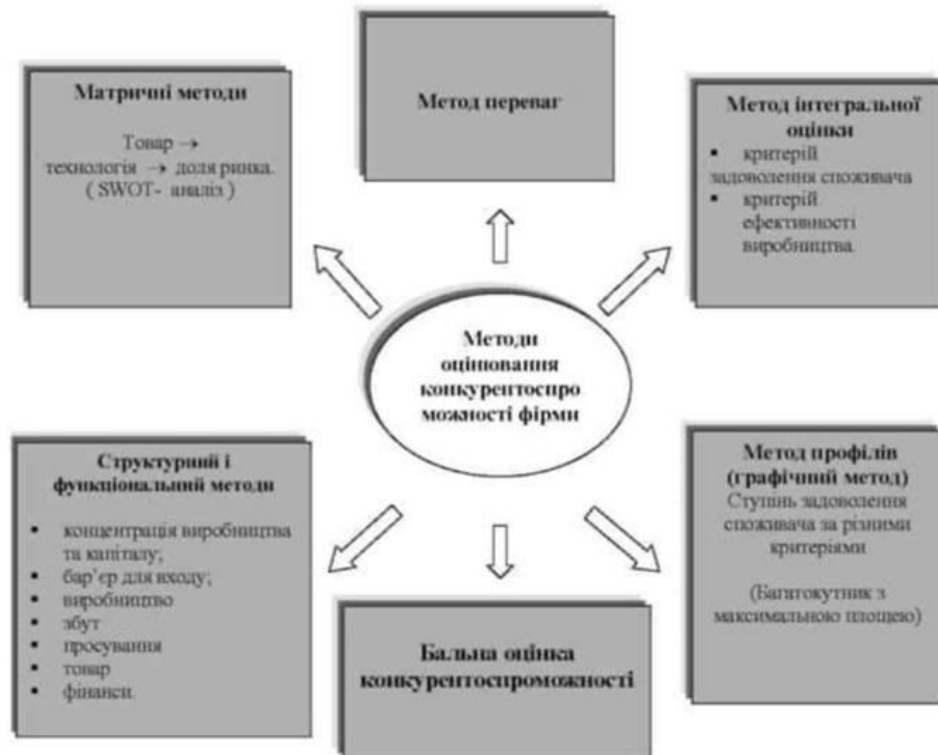 Матричні методи
Товар →
технологія → доля ринка.
( SWOT- аналіз )
Метод переваг
Метод інтегральної
оцінки
▪ критерій
задоволення споживача
▪ критерій
ефективності
виробництва.
Методи
оцінювання
конкурентоспро
можності фірми
Структурний і
функціональний методи
▪ концентрація виробництва
та капіталу;
▪ бар’єр для входу;
▪ виробництво
▪ збут
▪ просування
▪ товар
▪ фінанси.
Бальна оцінка
конкурентоспроможності
Метод профілів
(графічний метод)
Ступінь задоволення
споживача за різними
критеріями
(Багатокутник з
максимальною площею)